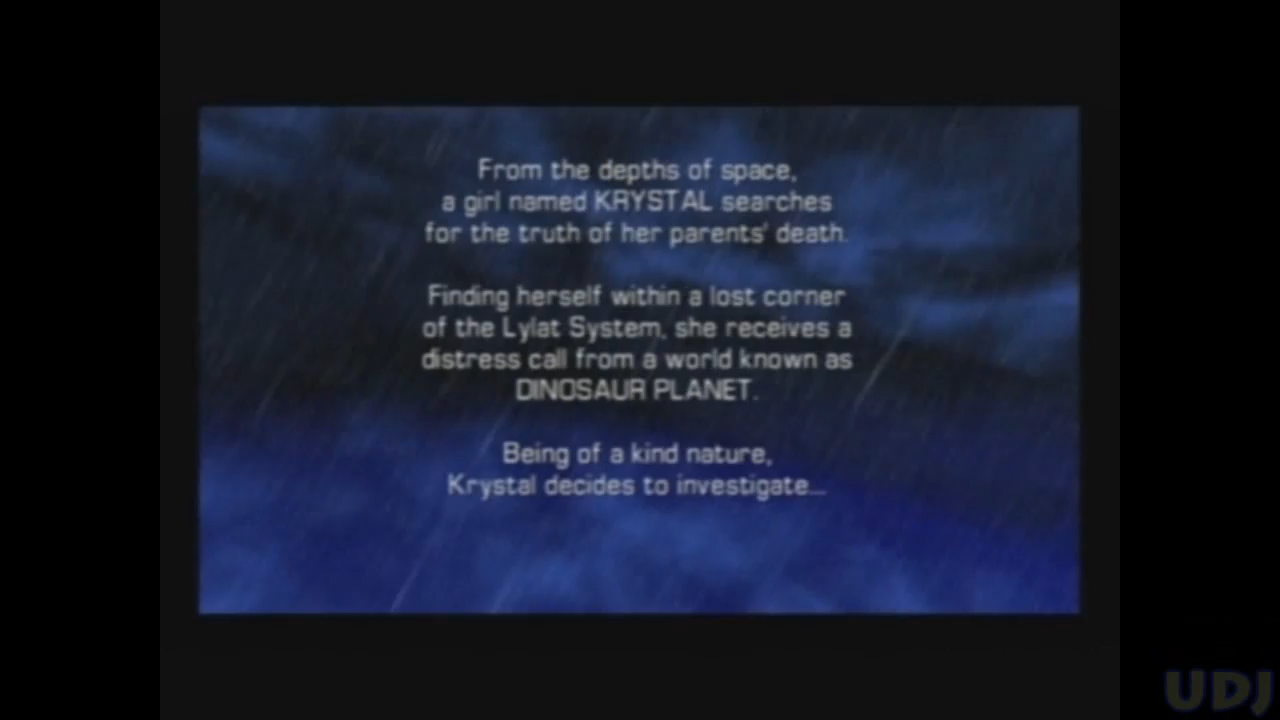 From the depths of space,
a girl named KRYSTAL searches
for the truth of her parents' death.
Finding herself within a lost corner
of the Lylat System, she receives a
distress call from a world known as
DINOSAUR PLANET.
Being of a kind nature,
Krystal decides to investigate...
UDJ